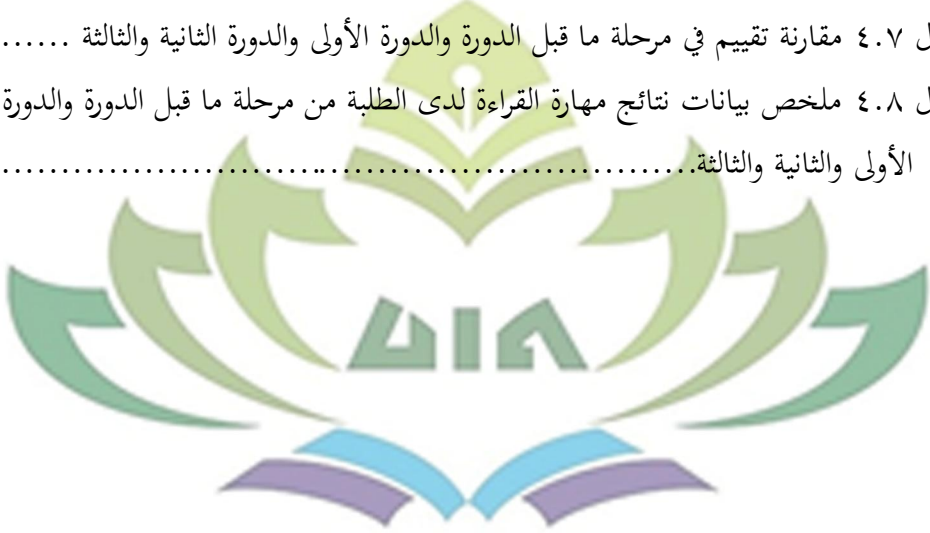 ل ٤.٧ مقارنة تقييم في مرحلة ما قبل الدورة والدورة الأولى والدورة الثانية والثالثة ......
ل ٤.٨ ملخص بيانات نتائج مهارة القراءة لدى الطلبة من مرحلة ما قبل الدورة والدورة
الأولى والثانية والثالثة................................................................